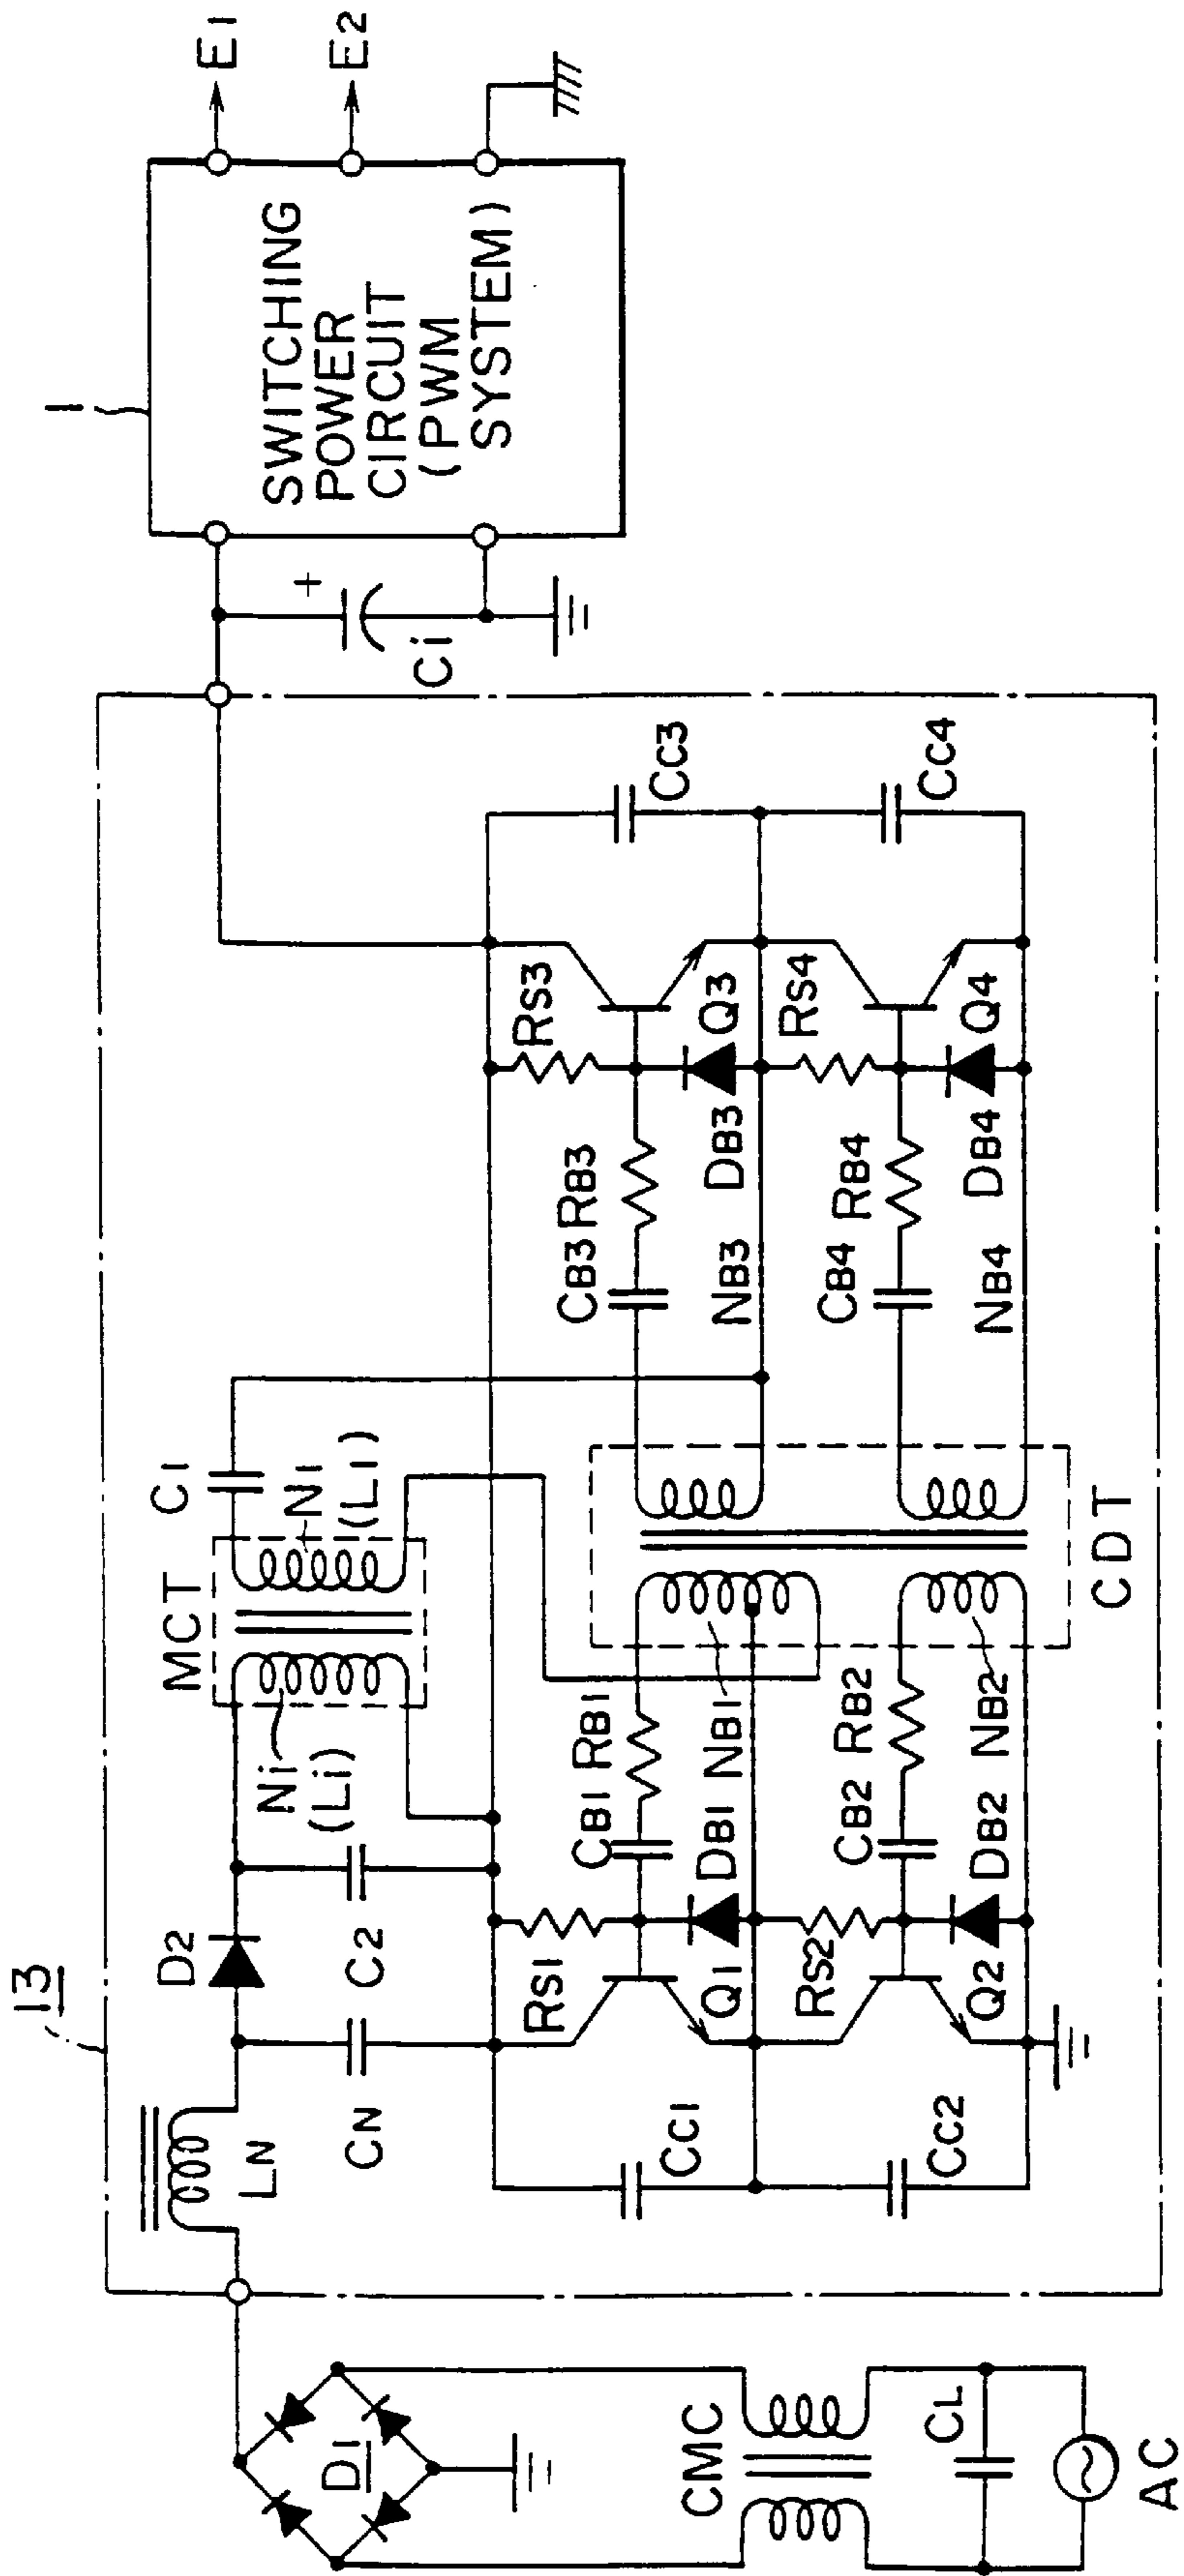 13
D1
CMC
CL
AC
LN
CN
D2
C2
Ni
(Li)
MCT
N1
(L1)
C1
CC1
CC2
RS1
Q1
RS2
Q2
CB1
RB1
DB1
NB1
CB2
RB2
DB2
NB2
CDT
CB3
RB3
NB3
DB3
RS3
Q3
CB4
RB4
NB4
DB4
RS4
Q4
CC3
CC4
Ci
+
1
SWITCHING
POWER
CIRCUIT
(PWM
SYSTEM)
E1
E2